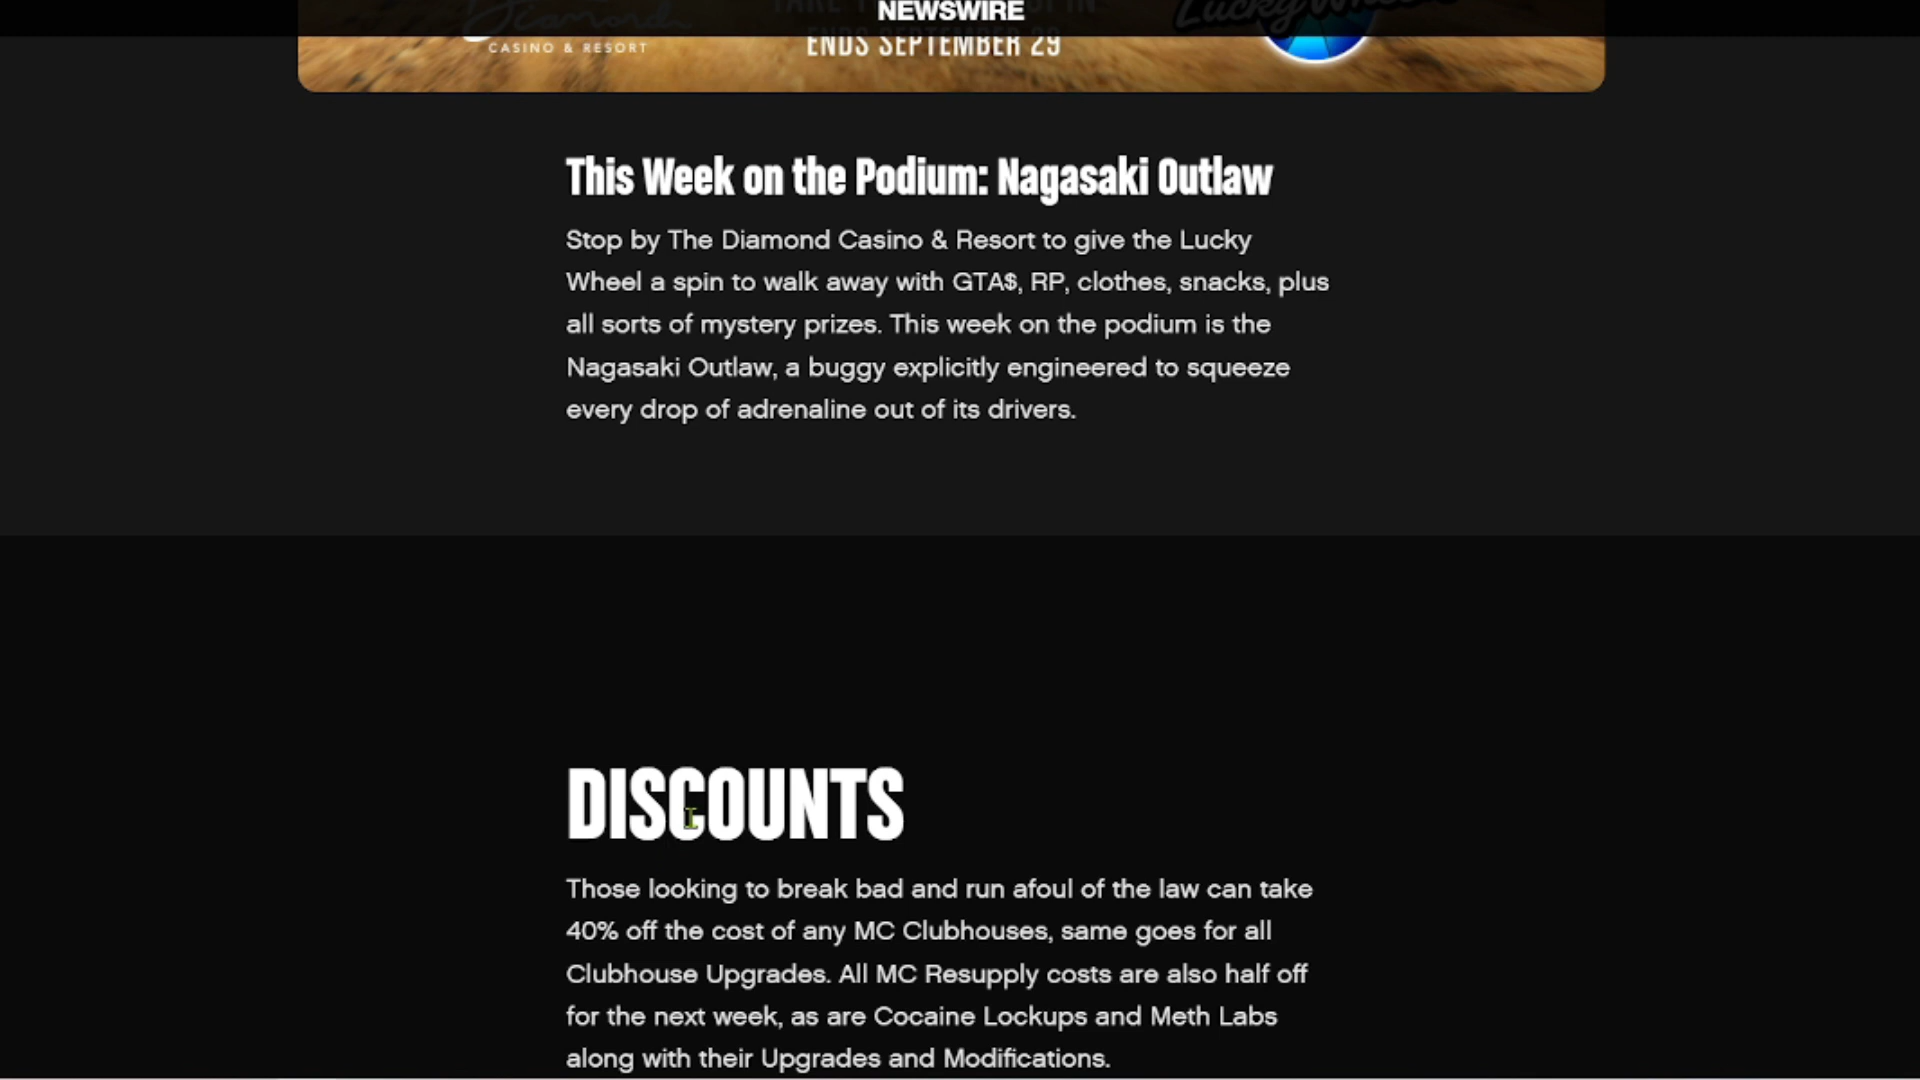 NEWSWIRE
CASINO & RESORT
ENDS SEPTEMBER 29
This Week on the Podium: Nagasaki Outlaw
Stop by The Diamond Casino & Resort to give the Lucky
Wheel a spin to walk away with GTA$, RP, clothes, snacks, plus
all sorts of mystery prizes. This week on the podium is the
Nagasaki Outlaw, a buggy explicitly engineered to squeeze
every drop of adrenaline out of its drivers.
DISCOUNTS
Those looking to break bad and run afoul of the law can take
40% off the cost of any MC Clubhouses, same goes for all
Clubhouse Upgrades. All MC Resupply costs are also half off
for the next week, as are Cocaine Lockups and Meth Labs
along with their Upgrades and Modifications.